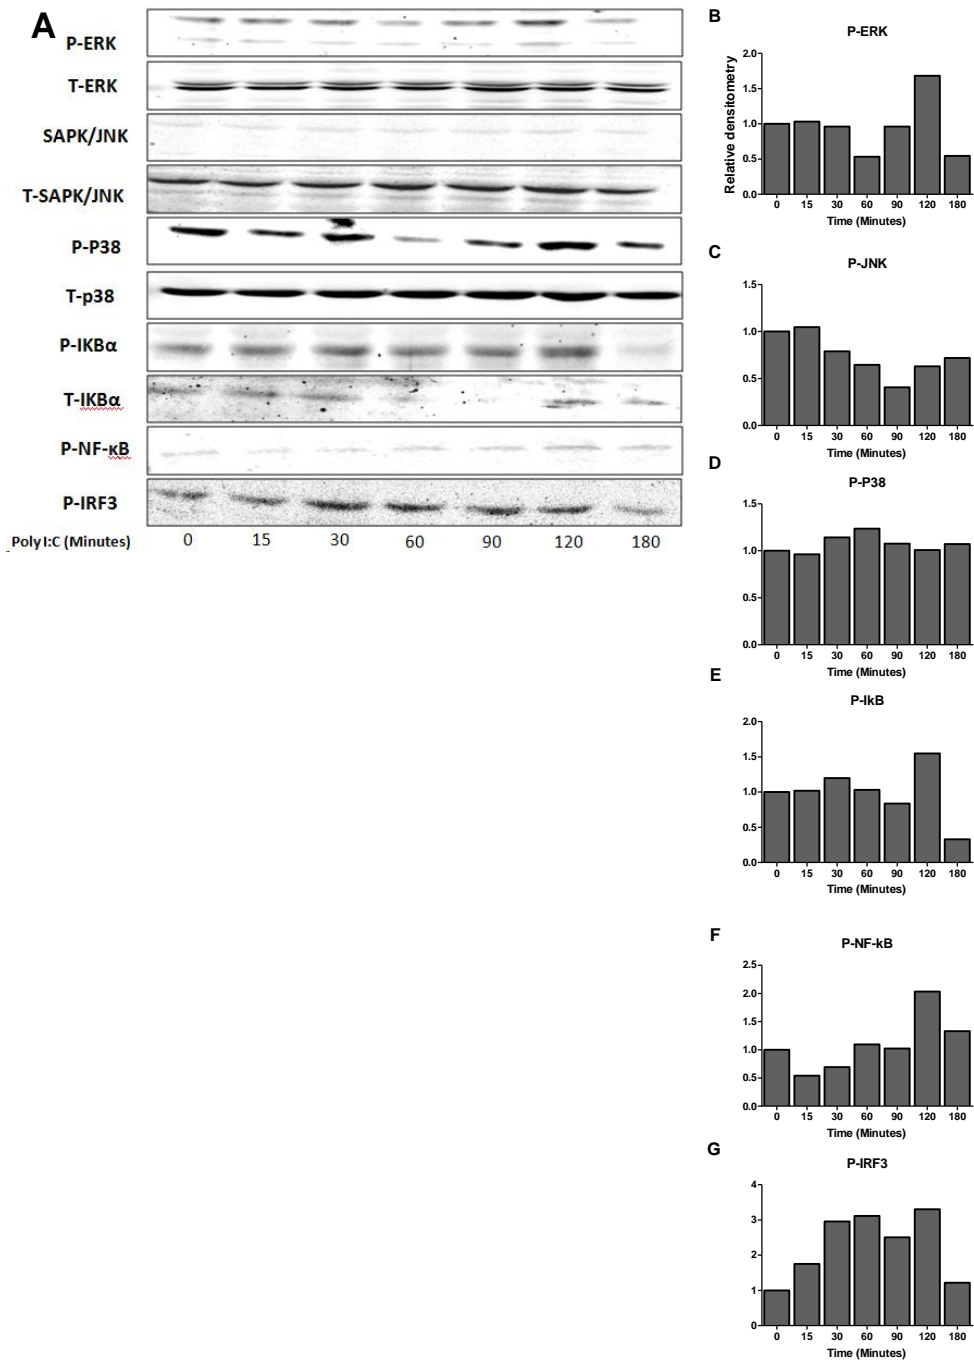 A
P-ERK
T-ERK
SAPK/JNK
T-SAPK/JNK
P-P38
T-p38
P-IKBα
T-IKBα
P-NF-κB
P-IRF3
Poly I:C (Minutes) 0 15 30 60 90 120 180
B
P-ERK
Relative densitometry
2.0
1.5
1.0
0.5
0.0
0 15 30 60 90 120 180
Time (Minutes)
C
P-JNK
1.5
1.0
0.5
0.0
0 15 30 60 90 120 180
Time (Minutes)
D
P-P38
1.5
1.0
0.5
0.0
0 15 30 60 90 120 180
Time (Minutes)
E
P-IkB
2.0
1.5
1.0
0.5
0.0
0 15 30 60 90 120 180
Time (Minutes)
F
P-NF-kB
2.5
2.0
1.5
1.0
0.5
0.0
0 15 30 60 90 120 180
Time (Minutes)
G
P-IRF3
4
3
2
1
0
0 15 30 60 90 120 180
Time (Minutes)